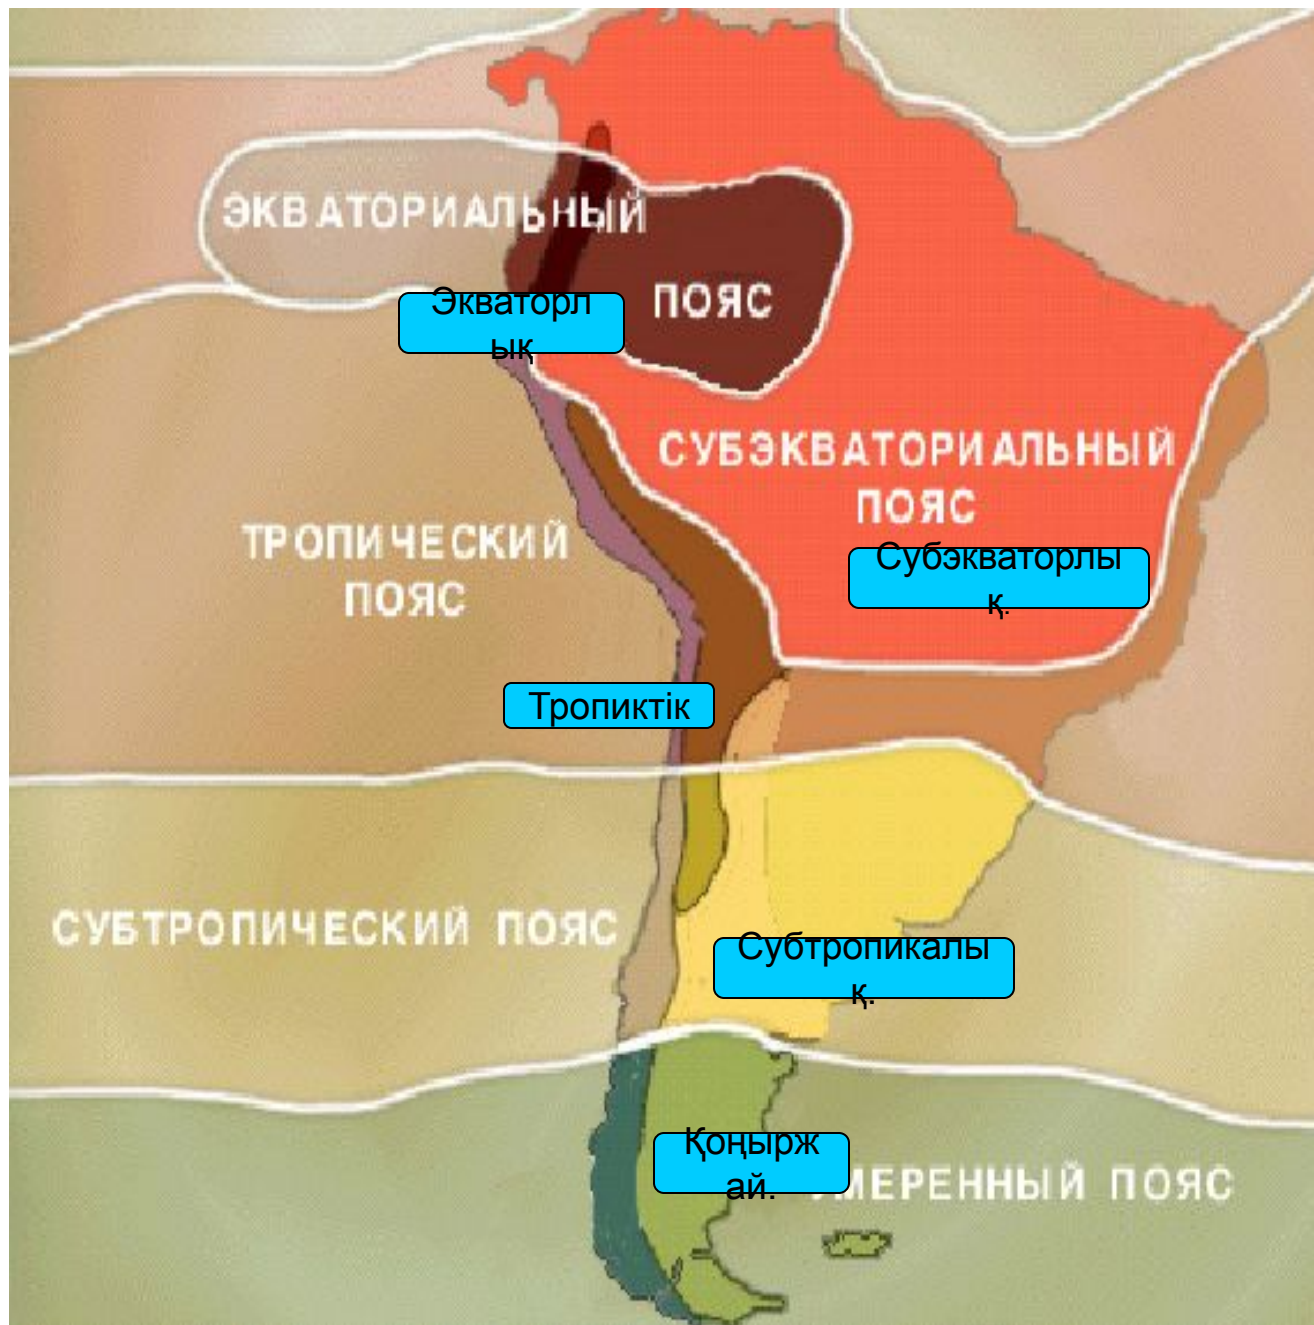 ЭКВАТОРИАЛЬНЫЙ
ПОЯС
Экваторл
ық
СУБЭКВАТОРИАЛЬНЫЙ
ПОЯС
Субэкваторлы
қ.
ТРОПИЧЕСКИЙ
ПОЯС
Тропиктік
СУБТРОПИЧЕСКИЙ ПОЯС
Субтропикалы
қ.
Қоңырж
ай.
МЕРЕННЫЙ ПОЯС